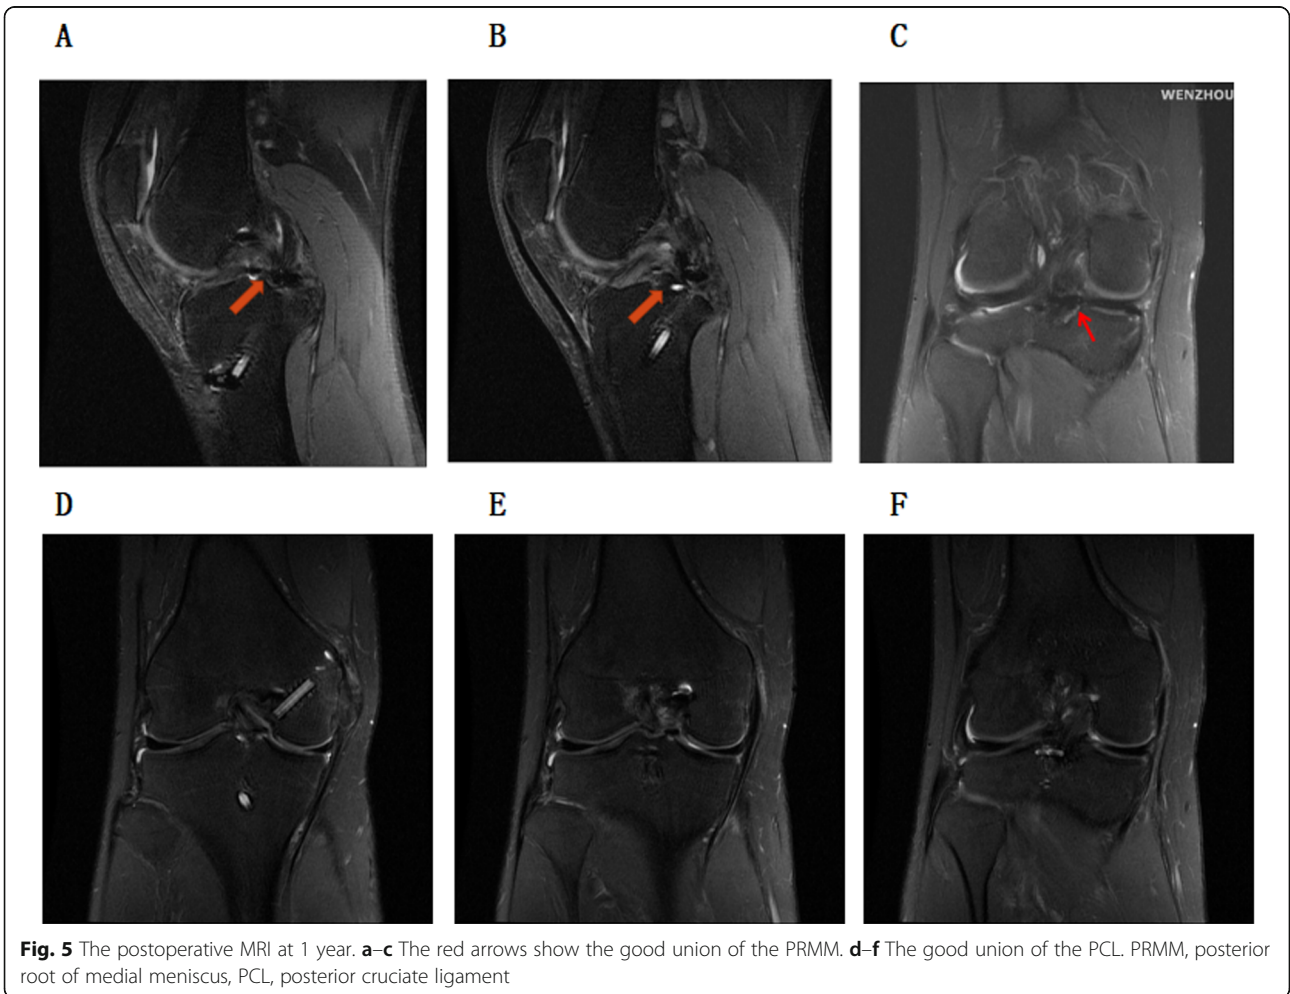 A B C
WENZHOU
D E F
Fig. 5 The postoperative MRI at 1 year. a–c The red arrows show the good union of the PRMM. d–f The good union of the PCL. PRMM, posterior
root of medial meniscus, PCL, posterior cruciate ligament